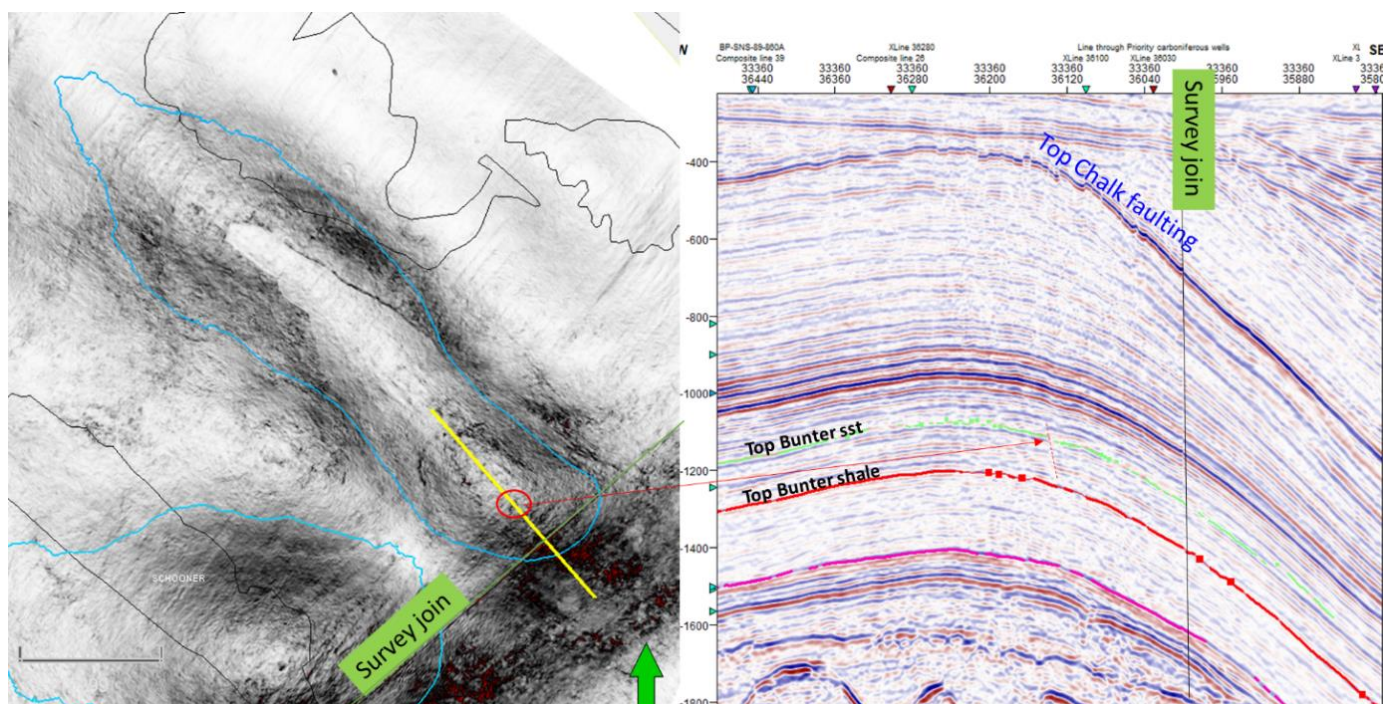 SCHOONER
Survey join
W
BP-SNS-89-860A
Composite line 39
XLine 36280
Composite line 26
Line through Priority carboniferous wells
XLine 36100 XLine 36030
XL
XLine 3
SE
33360 33360 33360 33360 33360 33360 33360 33360 3336
36440 36360 36280 36200 36120 36040 35960 35880 3580
Survey join
Top Chalk faulting
-400
-600
-800
-1000
Top Bunter sst
-1200
Top Bunter shale
-1400
-1600
-1800